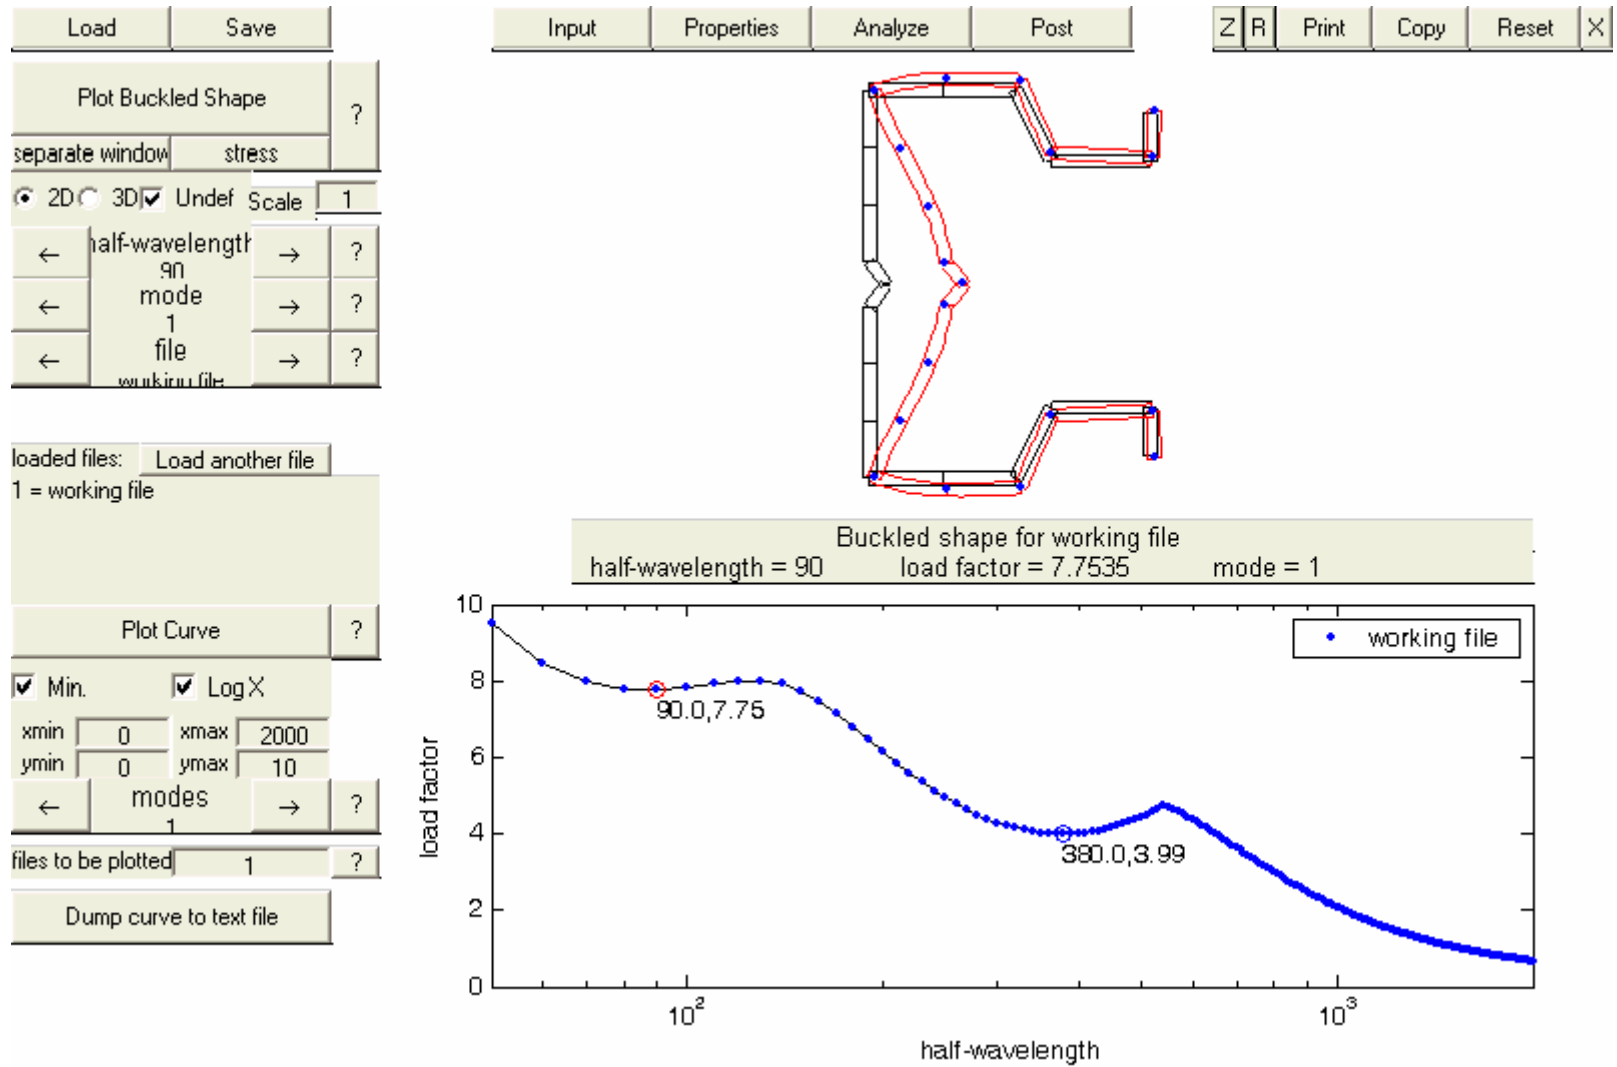 Load Save Input Properties Analyze Post Z R Print Copy Reset X
Plot Buckled Shape ?
separate window stress
2D 3D Undef Scale 1
← half-wavelength → ?
90
← mode → ?
1
← file → ?
working file
loaded files: Load another file
1 = working file
Buckled shape for working file
half-wavelength = 90 load factor = 7.7535 mode = 1
Plot Curve ?
Min. Log X
xmin 0 xmax 2000
ymin 0 ymax 10
← modes → ?
1
files to be plotted 1 ?
Dump curve to text file
10
8
6
4
2
0
load factor
working file
90.0,7.75
380.0,3.99
10² 10³
half-wavelength